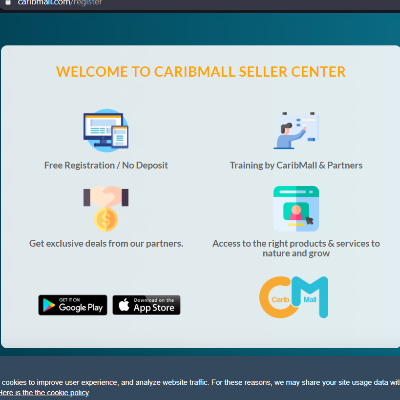 caribmall.com/register
WELCOME TO CARIBMALL SELLER CENTER
Free Registration / No Deposit
Training by CaribMall & Partners
Get exclusive deals from our partners.
Access to the right products & services to
nature and grow
GET IT ON
Google Play
Download on the
App Store
Carib Mall
cookies to improve user experience, and analyze website traffic. For these reasons, we may share your site usage data wit
Here is the the cookie policy